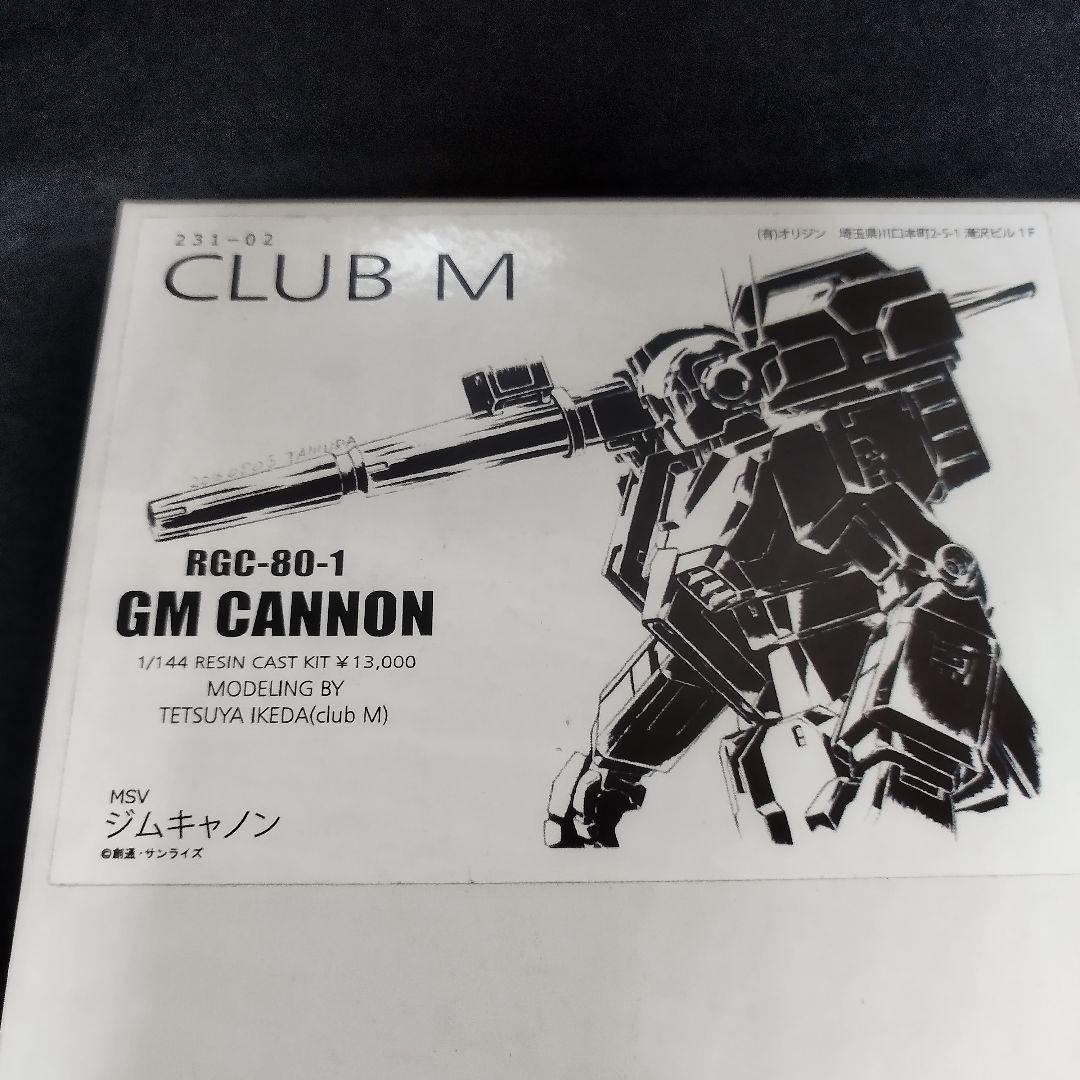 231-02
CLUB M
(有)オリジン 埼玉県川口本町2-5-1 滝沢ビル1F
TAMURA
RGC-80-1
GM CANNON
1/144 RESIN CAST KIT ¥13,000
MODELING BY
TETSUYA IKEDA(club M)
MSV
ジムキャノン
©創通・サンライズ